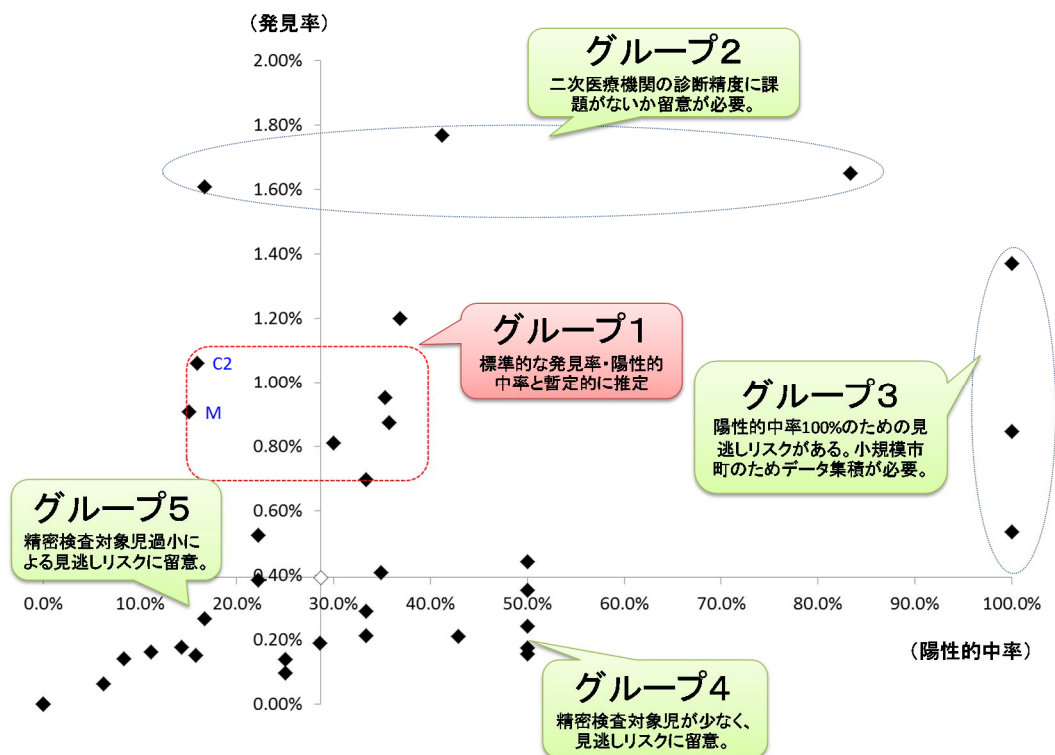 (発見率)
グループ2
二次医療機関の診断精度に課
題がないか留意が必要。
2.00%
1.80%
1.60%
1.40%
1.20%
グループ1
標準的な発見率・陽性的
中率と暫定的に推定
C2
1.00%
M
グループ3
陽性的中率100%のための見
逃しリスクがある。小規模市
町のためデータ集積が必要。
0.80%
グループ5
精密検査対象児過小に
よる見逃しリスクに留意。
0.60%
0.40%
0.0%
10.0%
20.0%
30.0%
40.0%
50.0%
60.0%
70.0%
80.0%
90.0%
100.0%
0.20%
(陽性的中率)
グループ4
精密検査対象児が少なく、
見逃しリスクに留意。
0.00%